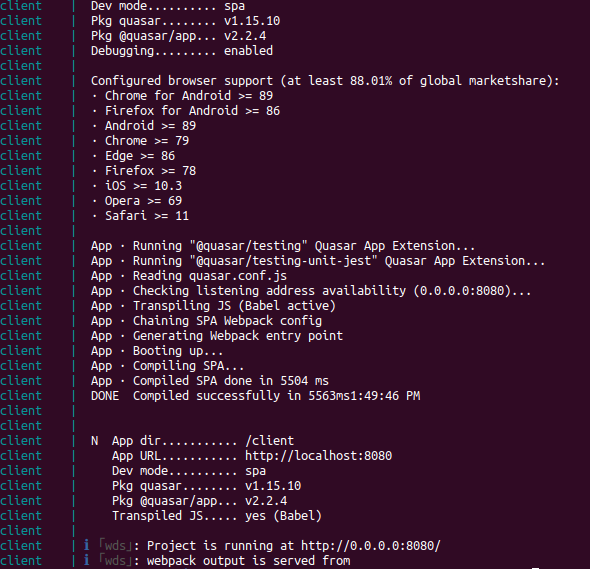 client | Dev mode.......... spa
client | Pkg quasar........ v1.15.10
client | Pkg @quasar/app... v2.2.4
client | Debugging......... enabled
client |
client | Configured browser support (at least 88.01% of global marketshare):
client | · Chrome for Android >= 89
client | · Firefox for Android >= 86
client | · Android >= 89
client | · Chrome >= 79
client | · Edge >= 86
client | · Firefox >= 78
client | · iOS >= 10.3
client | · Opera >= 69
client | · Safari >= 11
client |
client | App · Running "@quasar/testing" Quasar App Extension...
client | App · Running "@quasar/testing-unit-jest" Quasar App Extension...
client | App · Reading quasar.conf.js
client | App · Checking listening address availability (0.0.0.0:8080)...
client | App · Transpiling JS (Babel active)
client | App · Chaining SPA Webpack config
client | App · Generating Webpack entry point
client | App · Booting up...
client | App · Compiling SPA...
client | App · Compiled SPA done in 5504 ms
client | DONE  Compiled successfully in 5563ms1:49:46 PM
client |
client |
client | N  App dir........... /client
client |    App URL........... http://localhost:8080
client |    Dev mode.......... spa
client |    Pkg quasar........ v1.15.10
client |    Pkg @quasar/app... v2.2.4
client |    Transpiled JS..... yes (Babel)
client |
client | ℹ ｢wds｣: Project is running at http://0.0.0.0:8080/
client | ℹ ｢wds｣: webpack output is served from